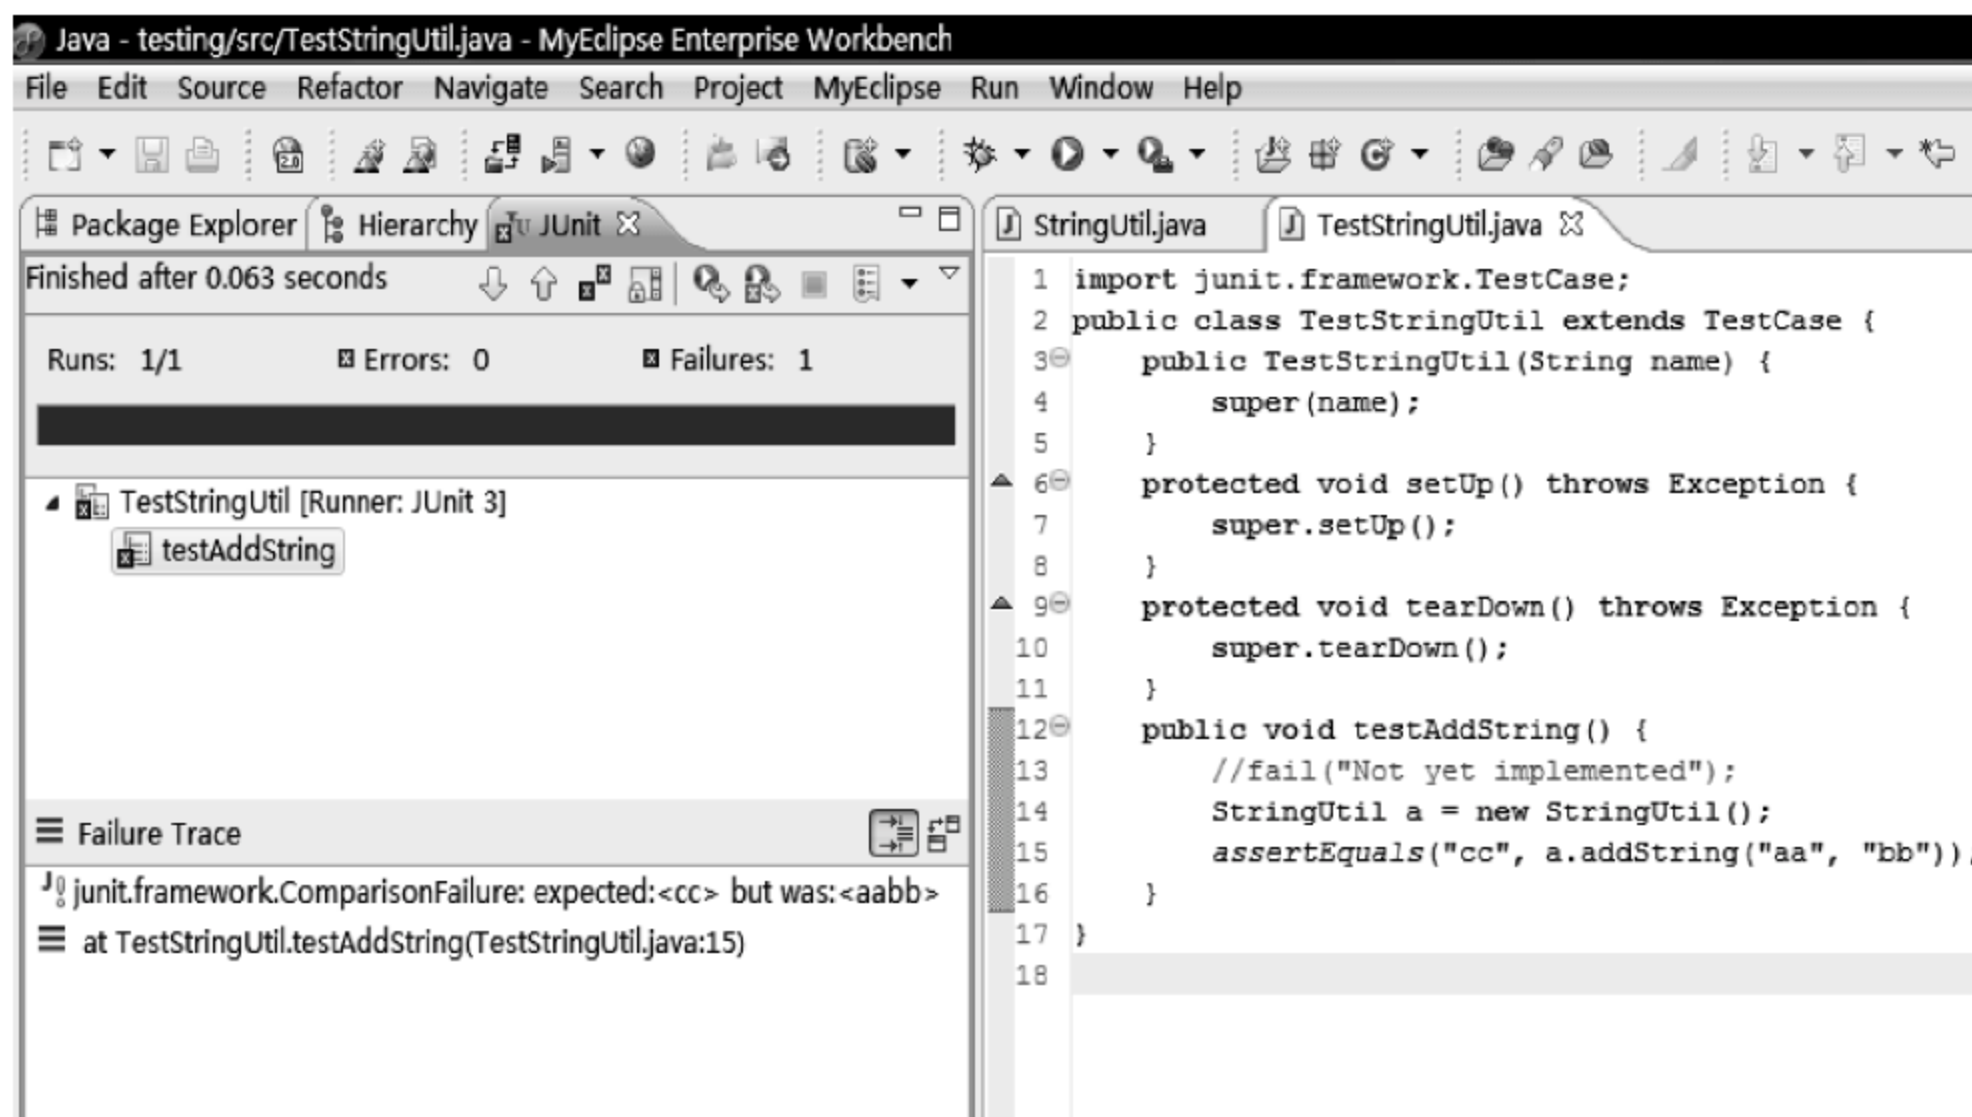 Java - testing/src/TestStringUtil.java - MyEclipse Enterprise Workbench
File Edit Source Refactor Navigate Search Project MyEclipse Run Window Help
2.0
Package Explorer Hierarchy JUnit
Finished after 0.063 seconds
Runs: 1/1 Errors: 0 Failures: 1
TestStringUtil [Runner: JUnit 3]
testAddString
Failure Trace
junit.framework.ComparisonFailure: expected:<cc> but was:<aabb>
at TestStringUtil.testAddString(TestStringUtil.java:15)
StringUtil.java TestStringUtil.java
1 import junit.framework.TestCase;
2 public class TestStringUtil extends TestCase {
3 public TestStringUtil(String name) {
4 super(name);
5 }
6 protected void setUp() throws Exception {
7 super.setUp();
8 }
9 protected void tearDown() throws Exception {
10 super.tearDown();
11 }
12 public void testAddString() {
13 //fail("Not yet implemented");
14 StringUtil a = new StringUtil();
15 assertEquals("cc", a.addString("aa", "bb"));
16 }
17 }
18